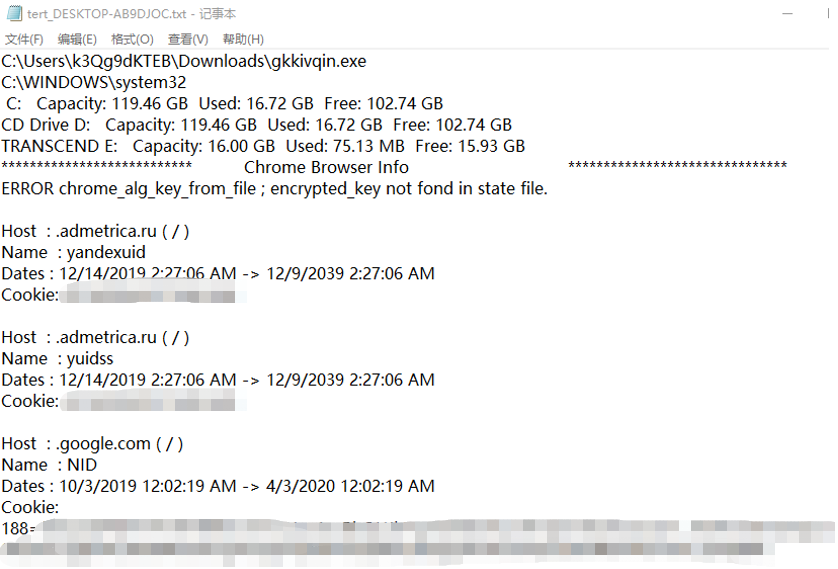 tert_DESKTOP-AB9DJOC.txt - 记事本
文件(F) 编辑(E) 格式(O) 查看(V) 帮助(H)
C:\Users\k3Qg9dKTEB\Downloads\gkkivqin.exe
C:\WINDOWS\system32
C: Capacity: 119.46 GB Used: 16.72 GB Free: 102.74 GB
CD Drive D: Capacity: 119.46 GB Used: 16.72 GB Free: 102.74 GB
TRANSCEND E: Capacity: 16.00 GB Used: 75.13 MB Free: 15.93 GB
*************************** Chrome Browser Info *******************************
ERROR chrome_alg_key_from_file ; encrypted_key not fond in state file.
Host : .admetrica.ru ( / )
Name : yandexuid
Dates : 12/14/2019 2:27:06 AM -> 12/9/2039 2:27:06 AM
Cookie:
Host : .admetrica.ru ( / )
Name : yuidss
Dates : 12/14/2019 2:27:06 AM -> 12/9/2039 2:27:06 AM
Cookie:
Host : .google.com ( / )
Name : NID
Dates : 10/3/2019 12:02:19 AM -> 4/3/2020 12:02:19 AM
Cookie:
188=